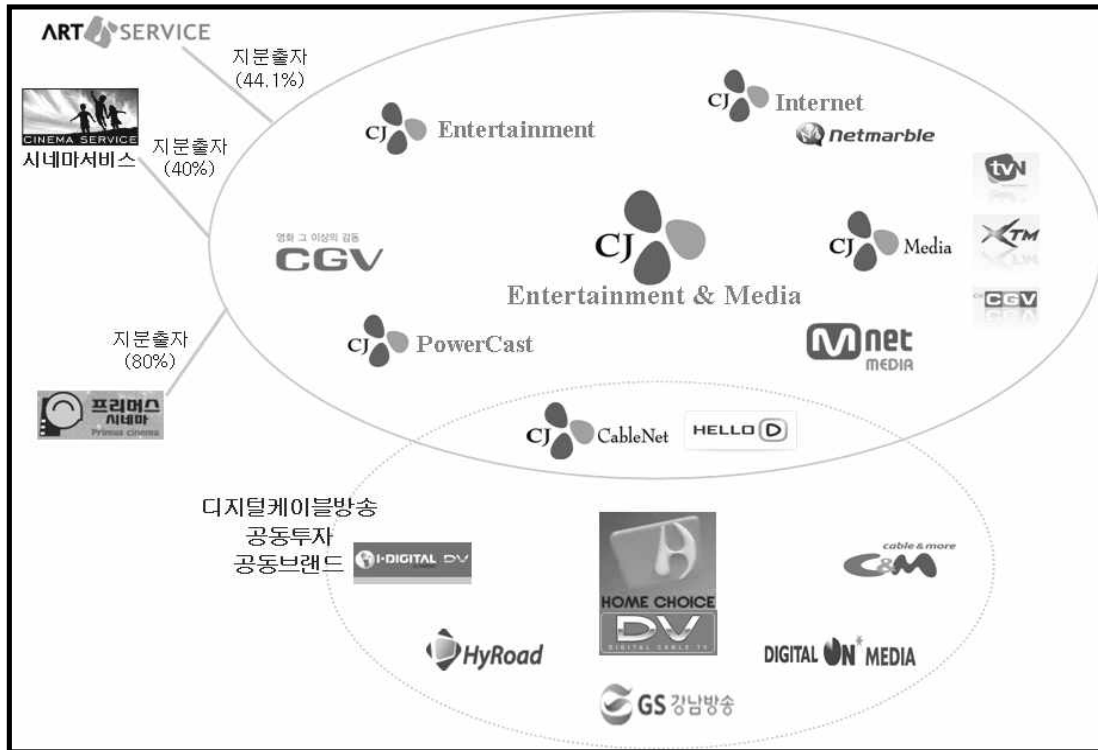 ART SERVICE
지분출자
(44.1%)
CINEMA SERVICE
시네마서비스
지분출자
(40%)
지분출자
(80%)
프리머스
시네마
Primus cinema
CJ Entertainment
CJ Internet
Netmarble
tvN
XTM
CGV
CJ Media
영화 그 이상의 감동
CGV
CJ
Entertainment & Media
CJ PowerCast
Mnet
MEDIA
CJ CableNet
HELLO D
디지털케이블방송
공동투자
공동브랜드
I-DIGITAL DV
HOME CHOICE
DV
DIGITAL CABLE TV
cable & more
C&M
HyRoad
DIGITAL ON MEDIA
GS 강남방송